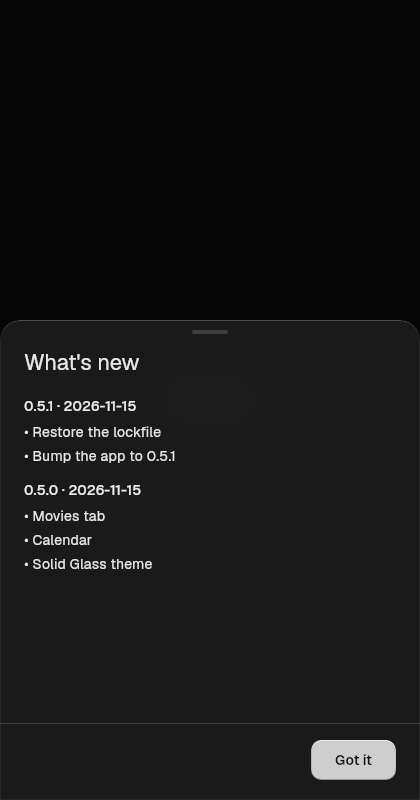 What's new
0.5.1 · 2026-11-15
• Restore the lockfile
• Bump the app to 0.5.1
0.5.0 · 2026-11-15
• Movies tab
• Calendar
• Solid Glass theme
Got it